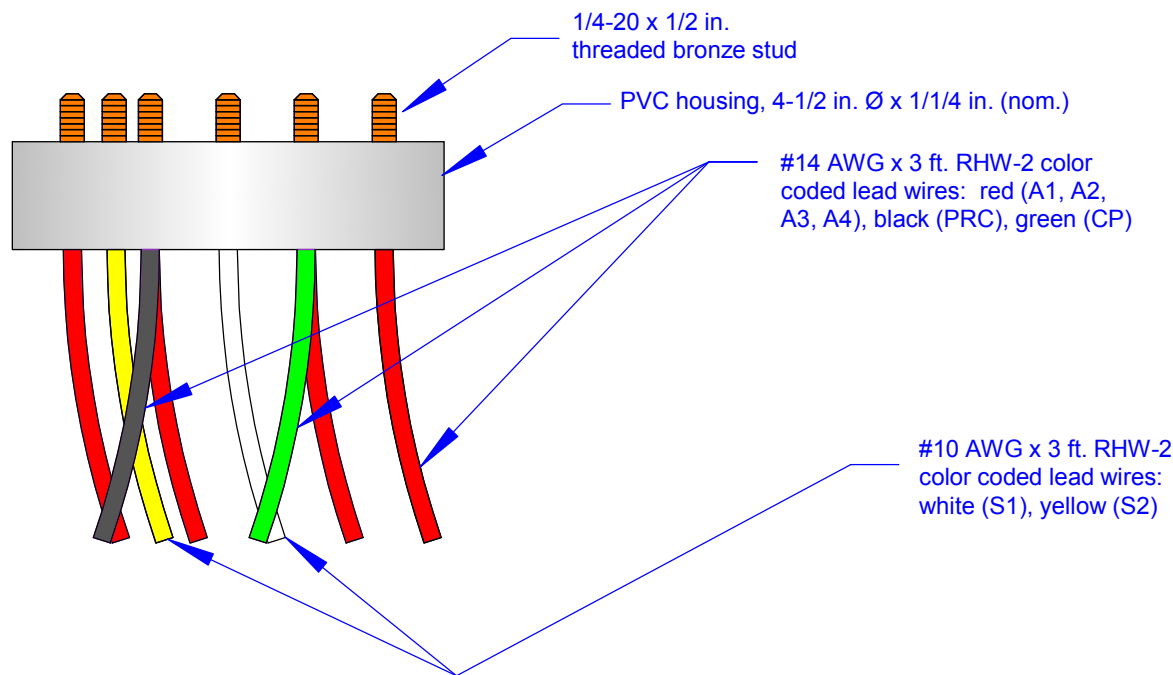 1/4-20 x 1/2 in.
threaded bronze stud
PVC housing, 4-1/2 in. Ø x 1/1/4 in. (nom.)
#14 AWG x 3 ft. RHW-2 color
coded lead wires:  red (A1, A2,
A3, A4), black (PRC), green (CP)
#10 AWG x 3 ft. RHW-2
color coded lead wires:
white (S1), yellow (S2)